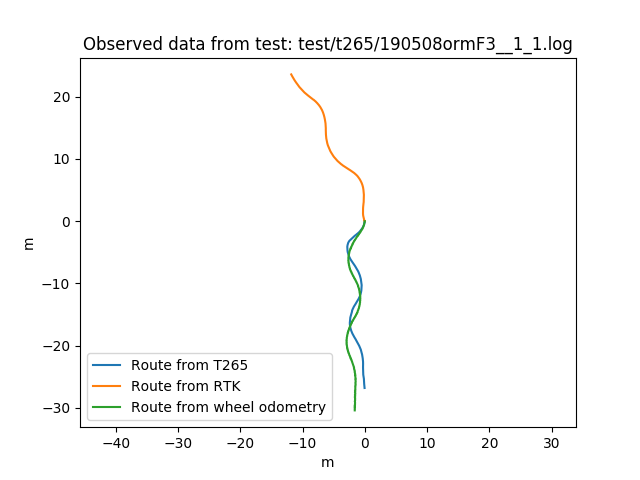 Observed data from test: test/t265/190508ormF3__1_1.log
20
10
0
−10
−20
−30
m
Route from T265
Route from RTK
Route from wheel odometry
−40
−30
−20
−10
0
10
20
30
m